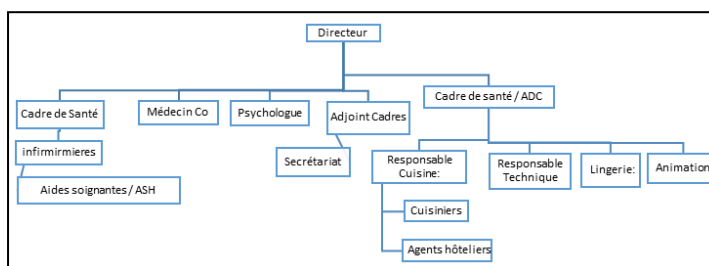 Directeur
Cadre de Santé
Médecin Co
Psychologue
Adjoint Cadres
Cadre de santé / ADC
infirmirmieres
Aides soignantes / ASH
Secrétariat
Responsable
Cuisine:
Responsable
Technique
Lingerie:
Animation
Cuisiniers
Agents hôteliers